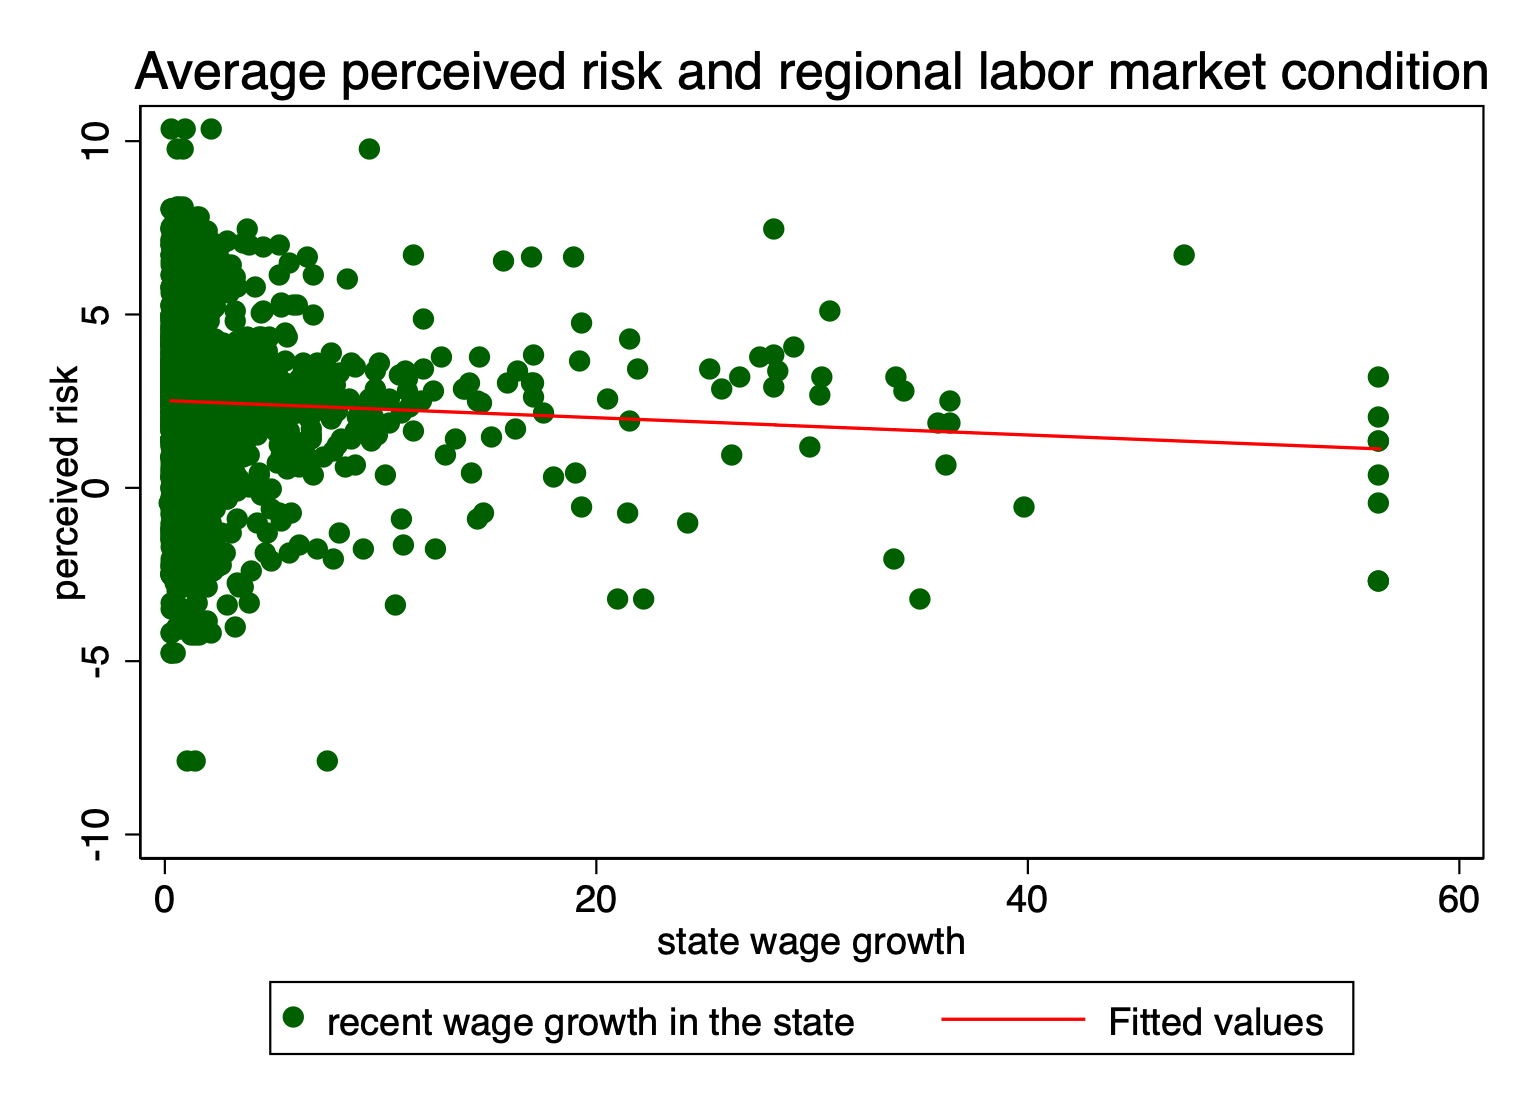 Average perceived risk and regional labor market condition
perceived risk
10
5
0
-5
-10
0 20 40 60
state wage growth
recent wage growth in the state Fitted values